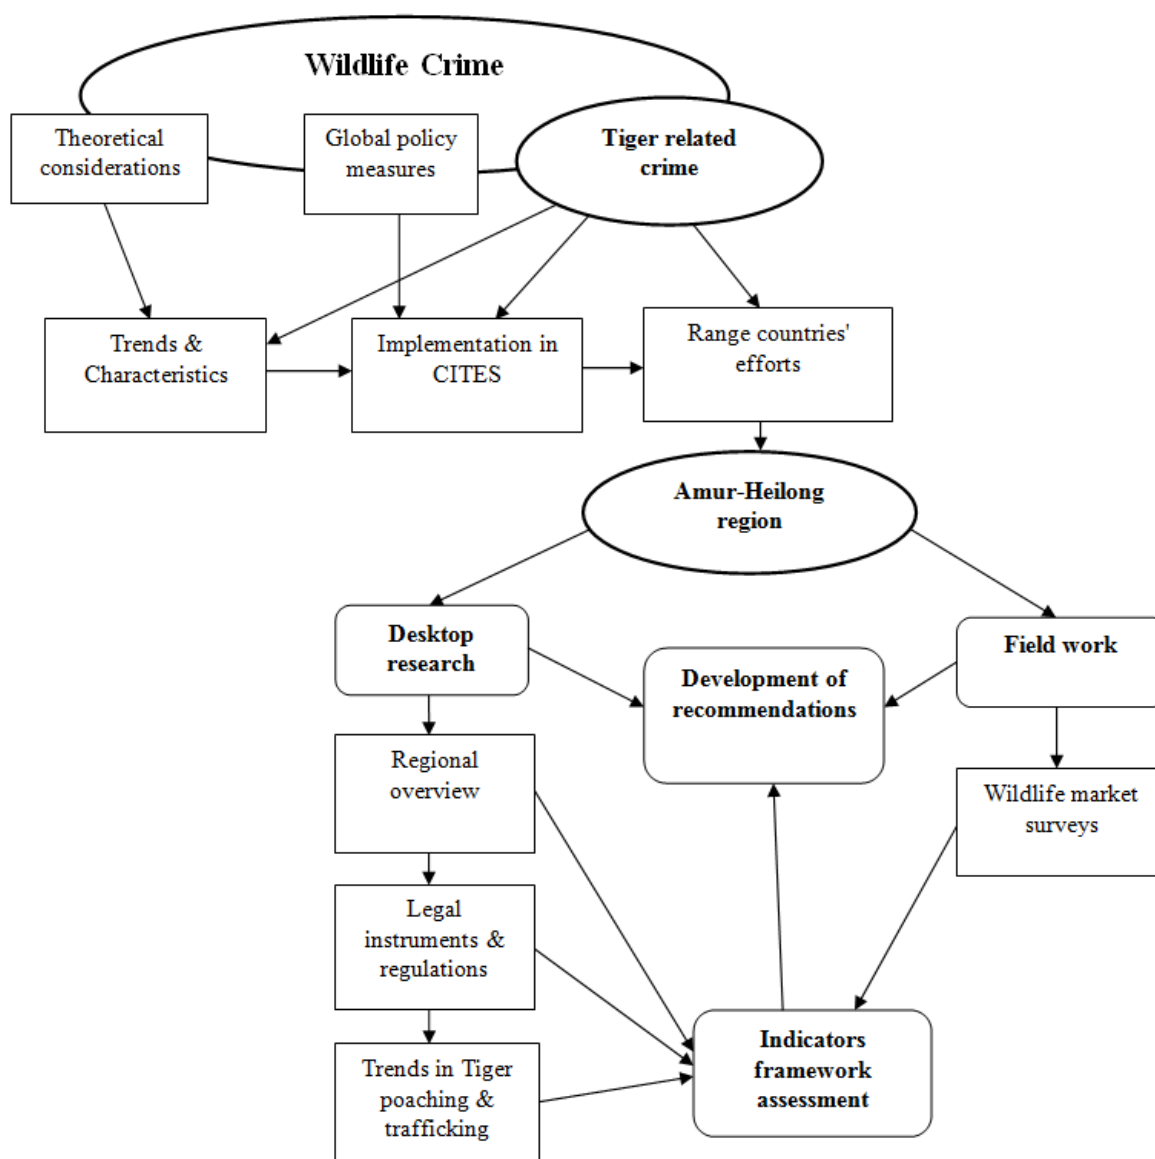 Wildlife Crime
Theoretical
considerations
Global policy
measures
Tiger related
crime
Trends &
Characteristics
Implementation in
CITES
Range countries'
efforts
Amur-Heilong
region
Desktop
research
Development of
recommendations
Field work
Regional
overview
Wildlife market
surveys
Legal
instruments &
regulations
Indicators
framework
assessment
Trends in Tiger
poaching &
trafficking